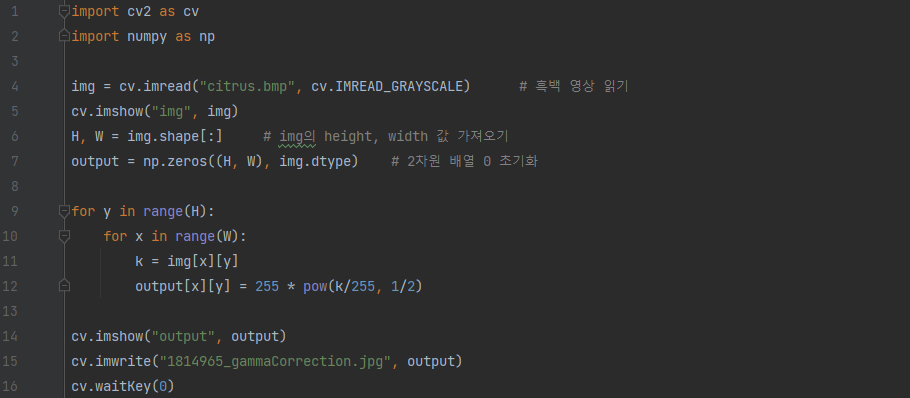 1 import cv2 as cv
2 import numpy as np
3
4 img = cv.imread("citrus.bmp", cv.IMREAD_GRAYSCALE)      # 흑백 영상 읽기
5 cv.imshow("img", img)
6 H, W = img.shape[:]     # img의 height, width 값 가져오기
7 output = np.zeros((H, W), img.dtype)    # 2차원 배열 0 초기화
8
9 for y in range(H):
10     for x in range(W):
11         k = img[x][y]
12         output[x][y] = 255 * pow(k/255, 1/2)
13
14 cv.imshow("output", output)
15 cv.imwrite("1814965_gammaCorrection.jpg", output)
16 cv.waitKey(0)